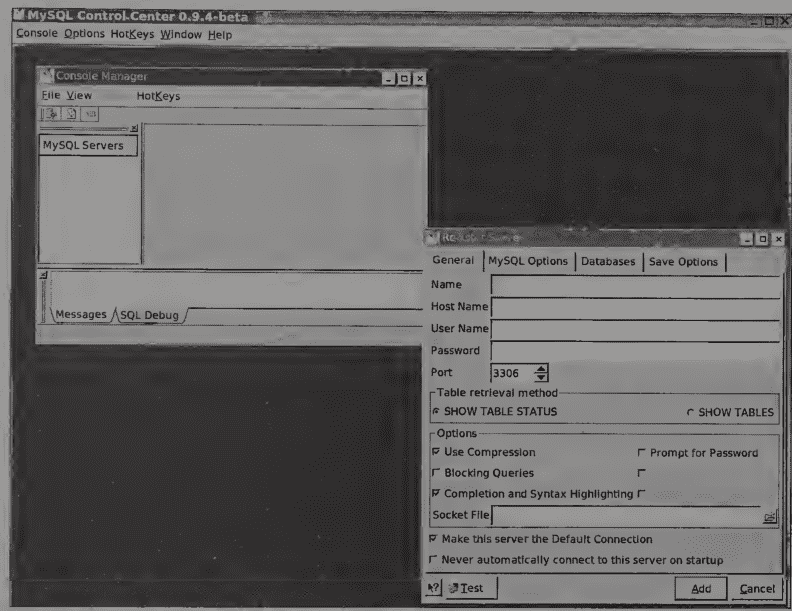 MySQL Control Center 0.9.4-beta
Console Options HotKeys Window Help
Console Manager
File View HotKeys
MySQL Servers
Messages SQL Debug
General MySQL Options Databases Save Options
Name
Host Name
User Name
Password
Port 3306
Table retrieval method
SHOW TABLE STATUS SHOW TABLES
Options
Use Compression Prompt for Password
Blocking Queries
Completion and Syntax Highlighting
Socket File
Make this server the Default Connection
Never automatically connect to this server on startup
Test Add Cancel